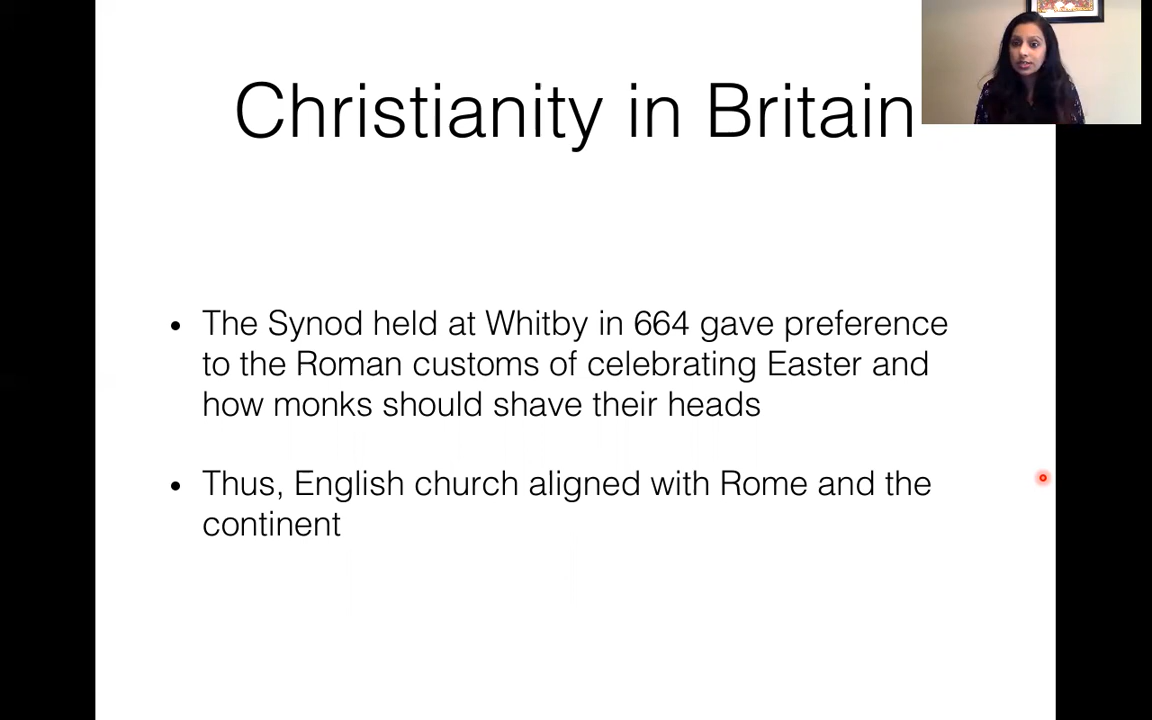 Christianity in Britain
• The Synod held at Whitby in 664 gave preference
to the Roman customs of celebrating Easter and
how monks should shave their heads
• Thus, English church aligned with Rome and the
continent